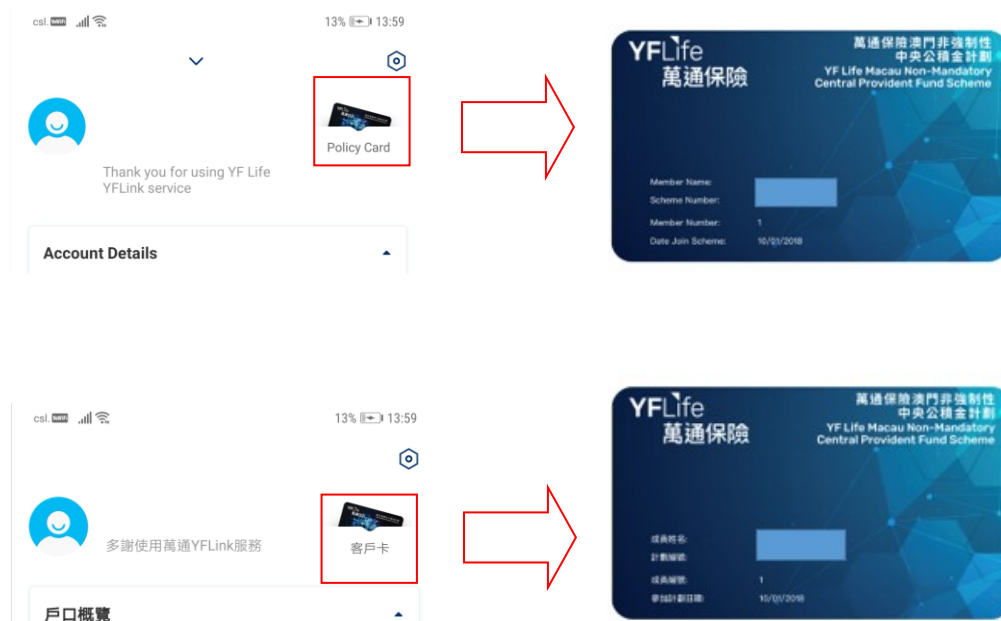 csl. 13% 13:59
Policy Card
Thank you for using YF Life
YFLink service
Account Details
YFLife
萬通保險
萬通保險澳門非強制性
中央公積金計劃
YF Life Macau Non-Mandatory
Central Provident Fund Scheme
Member Name:
Scheme Number:
Member Number: 1
Date Join Scheme: 10/01/2018
csl. 13% 13:59
客戶卡
多謝使用萬通YFLink服務
戶口概覽
YFLife
萬通保險
萬通保險澳門非強制性
中央公積金計劃
YF Life Macau Non-Mandatory
Central Provident Fund Scheme
成員姓名:
計劃編號:
成員編號: 1
參加計劃日期: 10/01/2018